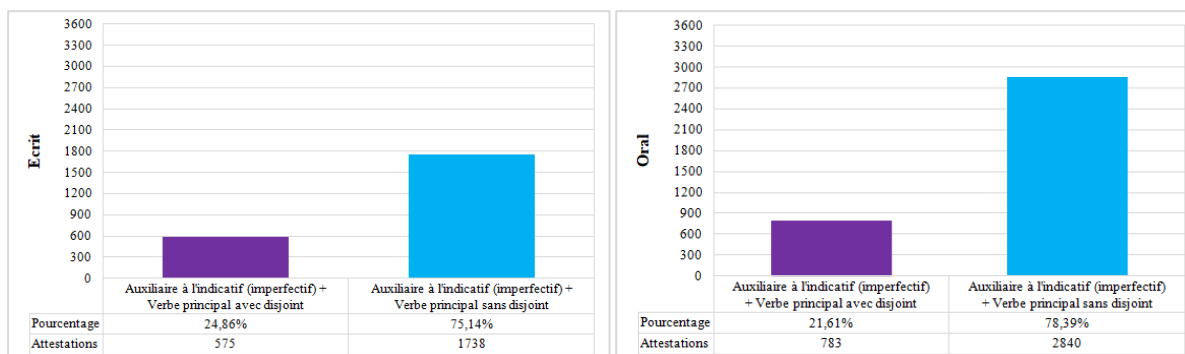 Ecrit
3600
3300
3000
2700
2400
2100
1800
1500
1200
900
600
300
0
Auxiliaire à l'indicatif (imperfectif) +
Verbe principal avec disjoint
Auxiliaire à l'indicatif (imperfectif) +
Verbe principal sans disjoint
Pourcentage 24,86% 75,14%
Attestations 575 1738
Oral
3600
3300
3000
2700
2400
2100
1800
1500
1200
900
600
300
0
Auxiliaire à l'indicatif (imperfectif)
+ Verbe principal avec disjoint
Auxiliaire à l'indicatif (imperfectif)
+ Verbe principal sans disjoint
Pourcentage 21,61% 78,39%
Attestations 783 2840